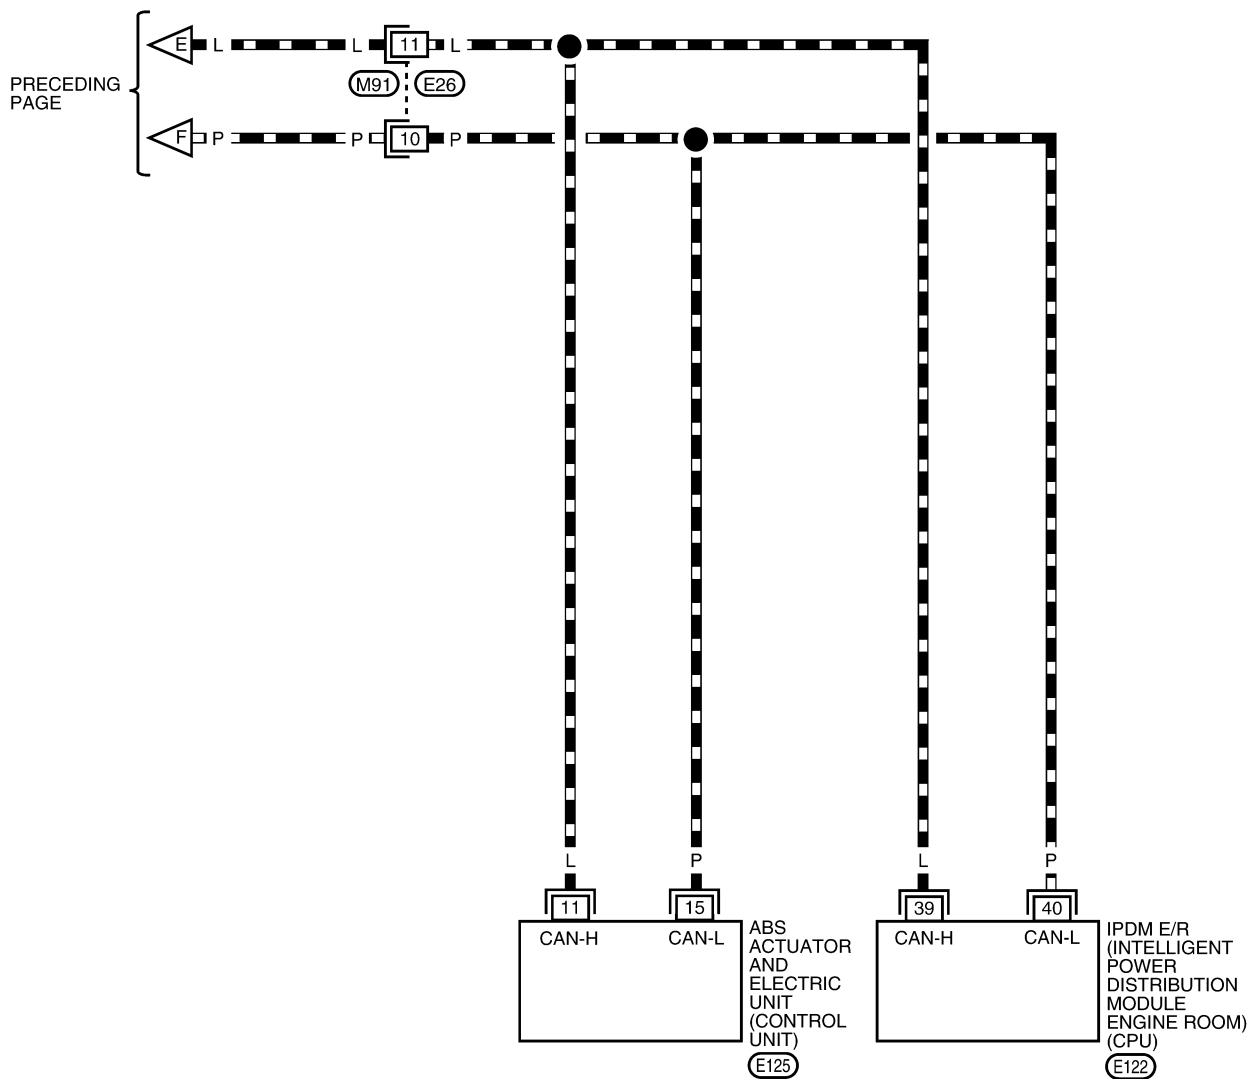 E L L 11 L
PRECEDING
PAGE
M91 E26
F P P 10 P
L P L P
11 15 39 40
CAN-H CAN-L CAN-H CAN-L
ABS
ACTUATOR
AND
ELECTRIC
UNIT
(CONTROL
UNIT)
E125
IPDM E/R
(INTELLIGENT
POWER
DISTRIBUTION
MODULE
ENGINE ROOM)
(CPU)
E122